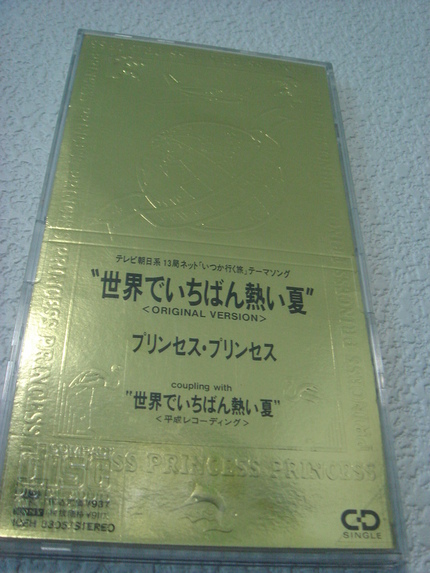 テレビ朝日系13局ネット「いつか行く旅」テーマソング
"世界でいちばん熱い夏"
<ORIGINAL VERSION>
プリンセス・プリンセス
coupling with
"世界でいちばん熱い夏"
<平卓レコーディング>
SS PRINCESS PRINCESS
STEREO
CD
SINGLE